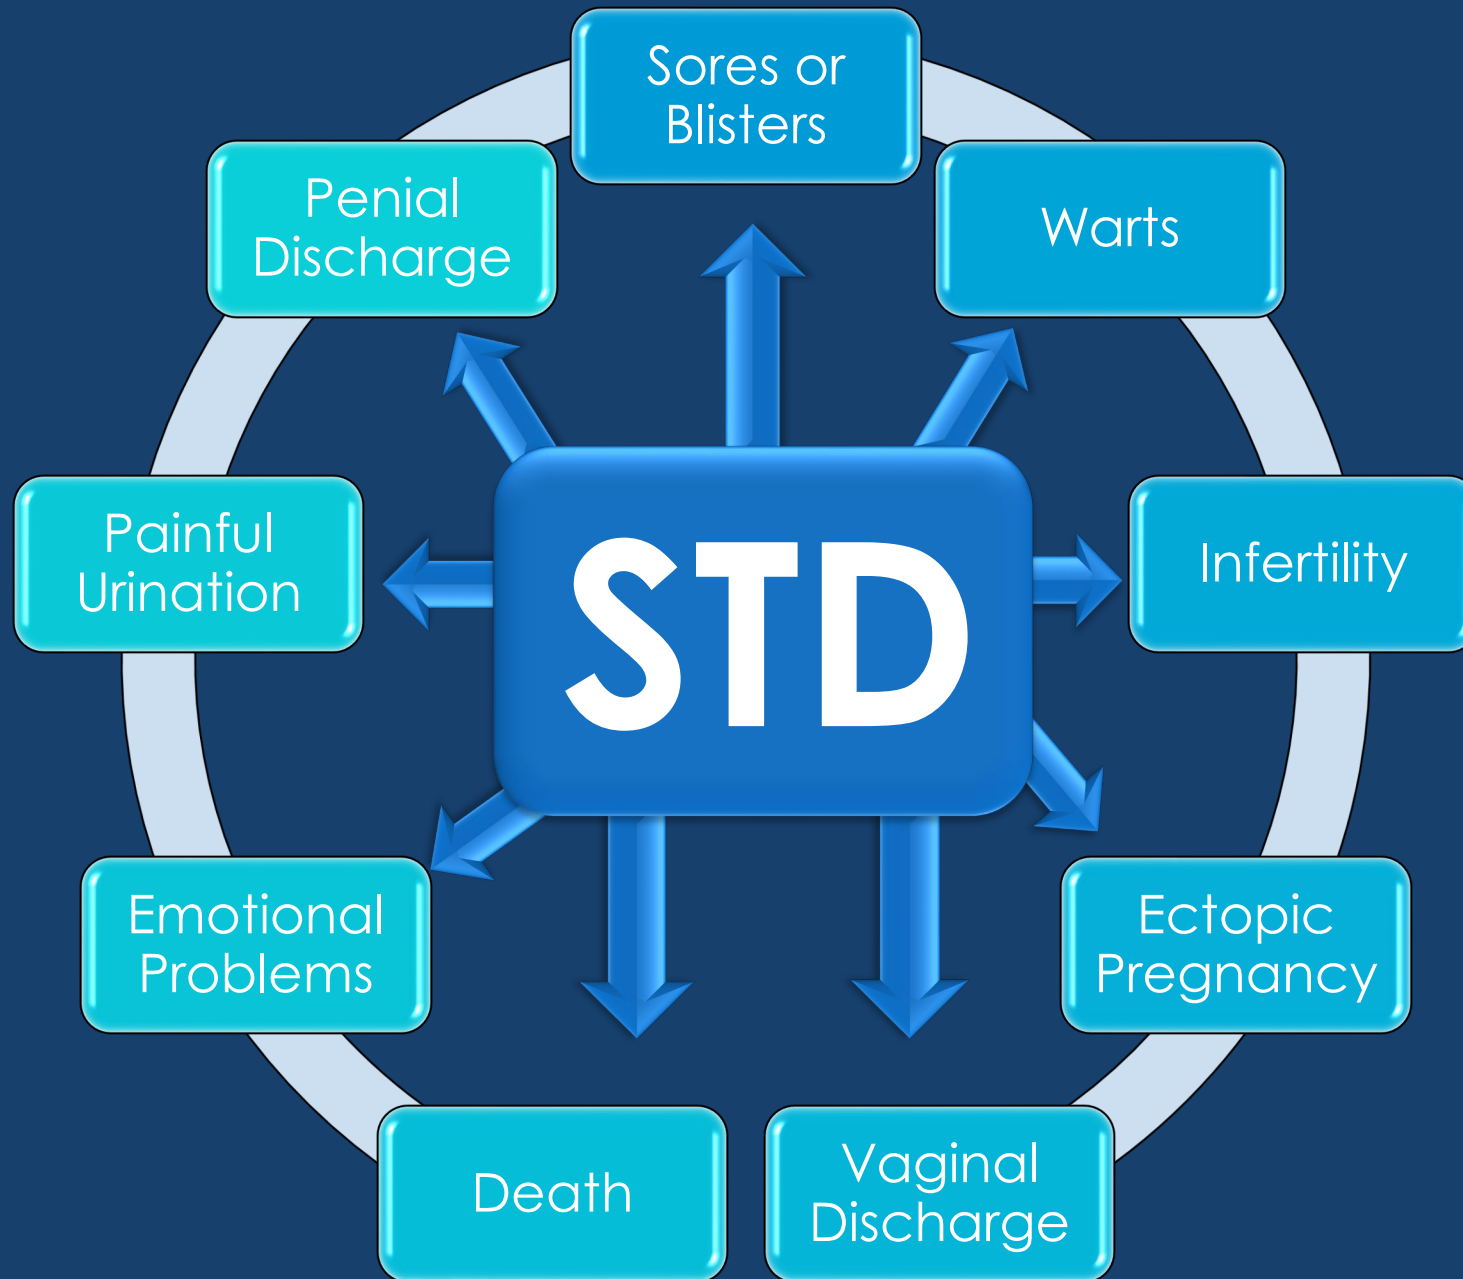 Sores or
Blisters
Warts
Infertility
Ectopic
Pregnancy
Vaginal
Discharge
Death
Emotional
Problems
Painful
Urination
Penial
Discharge
STD